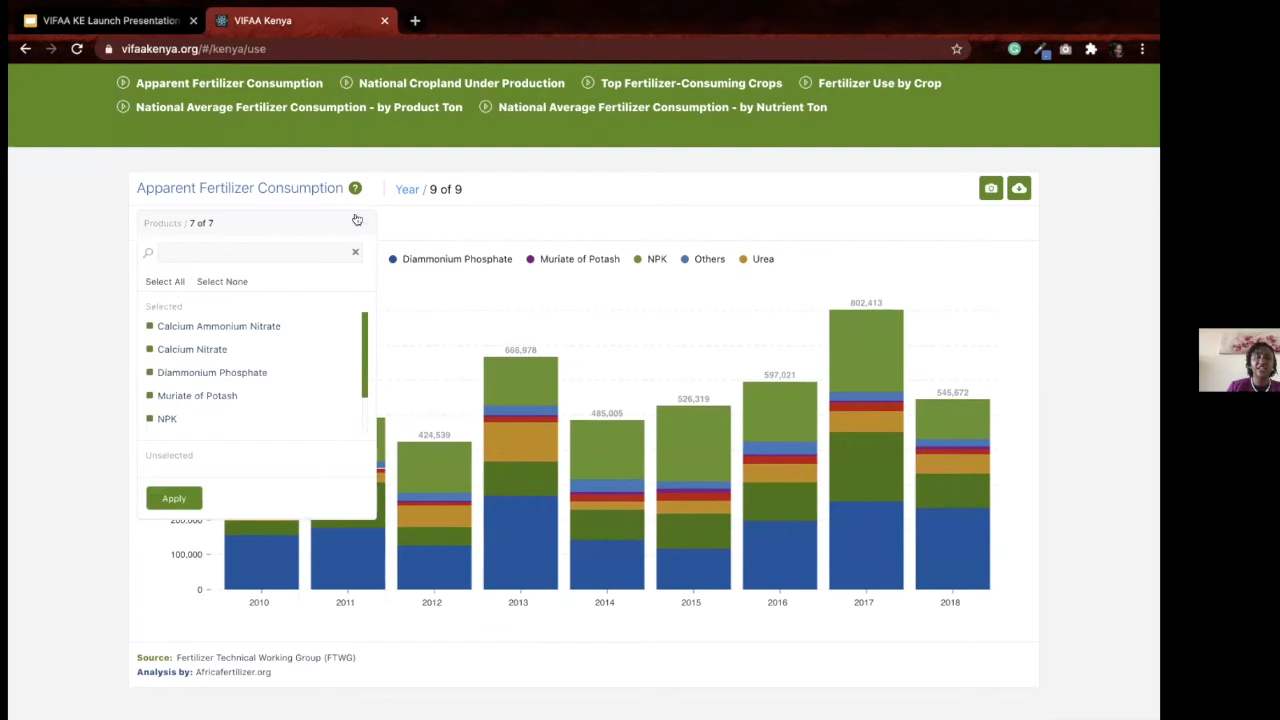 VIFAA KE Launch Presentation
VIFAA Kenya
vifaakenya.org/#/kenya/use
Apparent Fertilizer Consumption
National Cropland Under Production
Top Fertilizer-Consuming Crops
Fertilizer Use by Crop
National Average Fertilizer Consumption - by Product Ton
National Average Fertilizer Consumption - by Nutrient Ton
Apparent Fertilizer Consumption ?
Year / 9 of 9
Products / 7 of 7
Select All Select None
Selected
Calcium Ammonium Nitrate
Calcium Nitrate
Diammonium Phosphate
Muriate of Potash
NPK
Unselected
Apply
Diammonium Phosphate Muriate of Potash NPK Others Urea
802,413
666,978
597,021
545,672
526,319
485,005
424,539
200,000
100,000
0
2010 2011 2012 2013 2014 2015 2016 2017 2018
Source: Fertilizer Technical Working Group (FTWG)
Analysis by: Africafertilizer.org